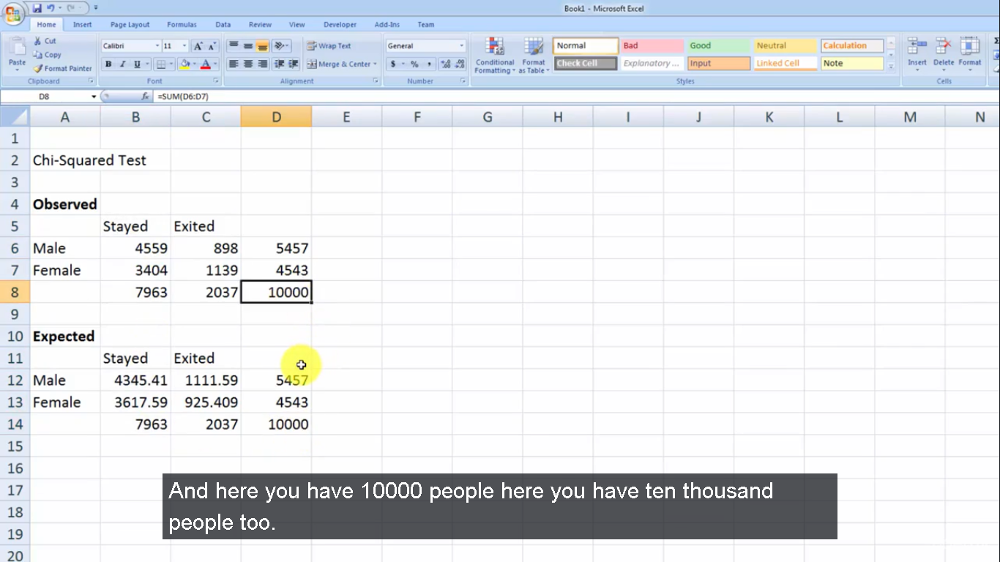 Book1 - Microsoft Excel
Home Insert Page Layout Formulas Data Review View Developer Add-Ins Team
Paste Cut Copy Format Painter
Calibri 11 A A
B I U A
Wrap Text
Merge & Center
General
$ % ,
Conditional Formatting
Format as Table
Normal Bad Good Neutral Calculation
Check Cell Explanatory ... Input Linked Cell Note
Insert Delete Format
Clipboard Font Alignment Number Styles Cells
D8 fx =SUM(D6:D7)
A B C D E F G H I J K L M N
1
2 Chi-Squared Test
3
4 Observed
5 Stayed Exited
6 Male 4559 898 5457
7 Female 3404 1139 4543
8 7963 2037 10000
9
10 Expected
11 Stayed Exited
12 Male 4345.41 1111.59 5457
13 Female 3617.59 925.409 4543
14 7963 2037 10000
15
16
17
18
19
20
And here you have 10000 people here you have ten thousand
people too.